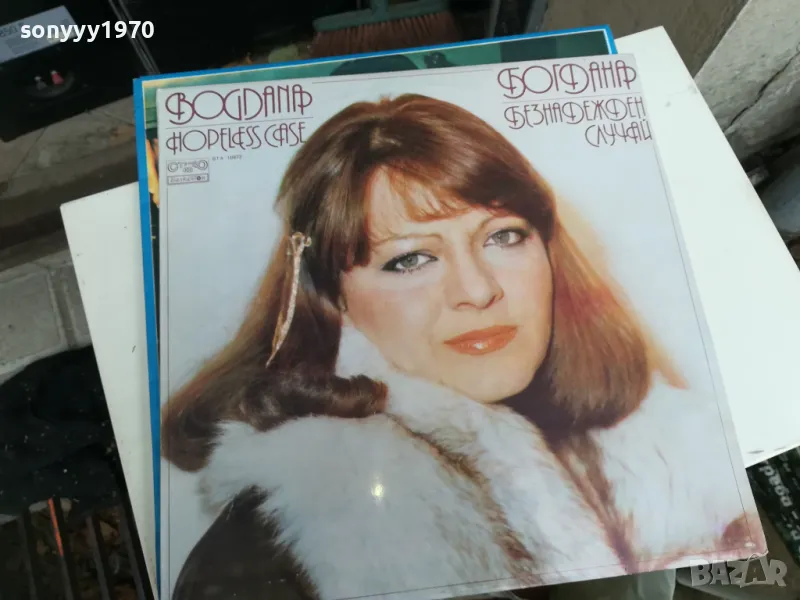 sonyyy1970
BOGDANA
HOPELESS CASE
БОГДАНА
БЕЗНАДЕЖДЕН
СЛУЧАЙ
BAZAR